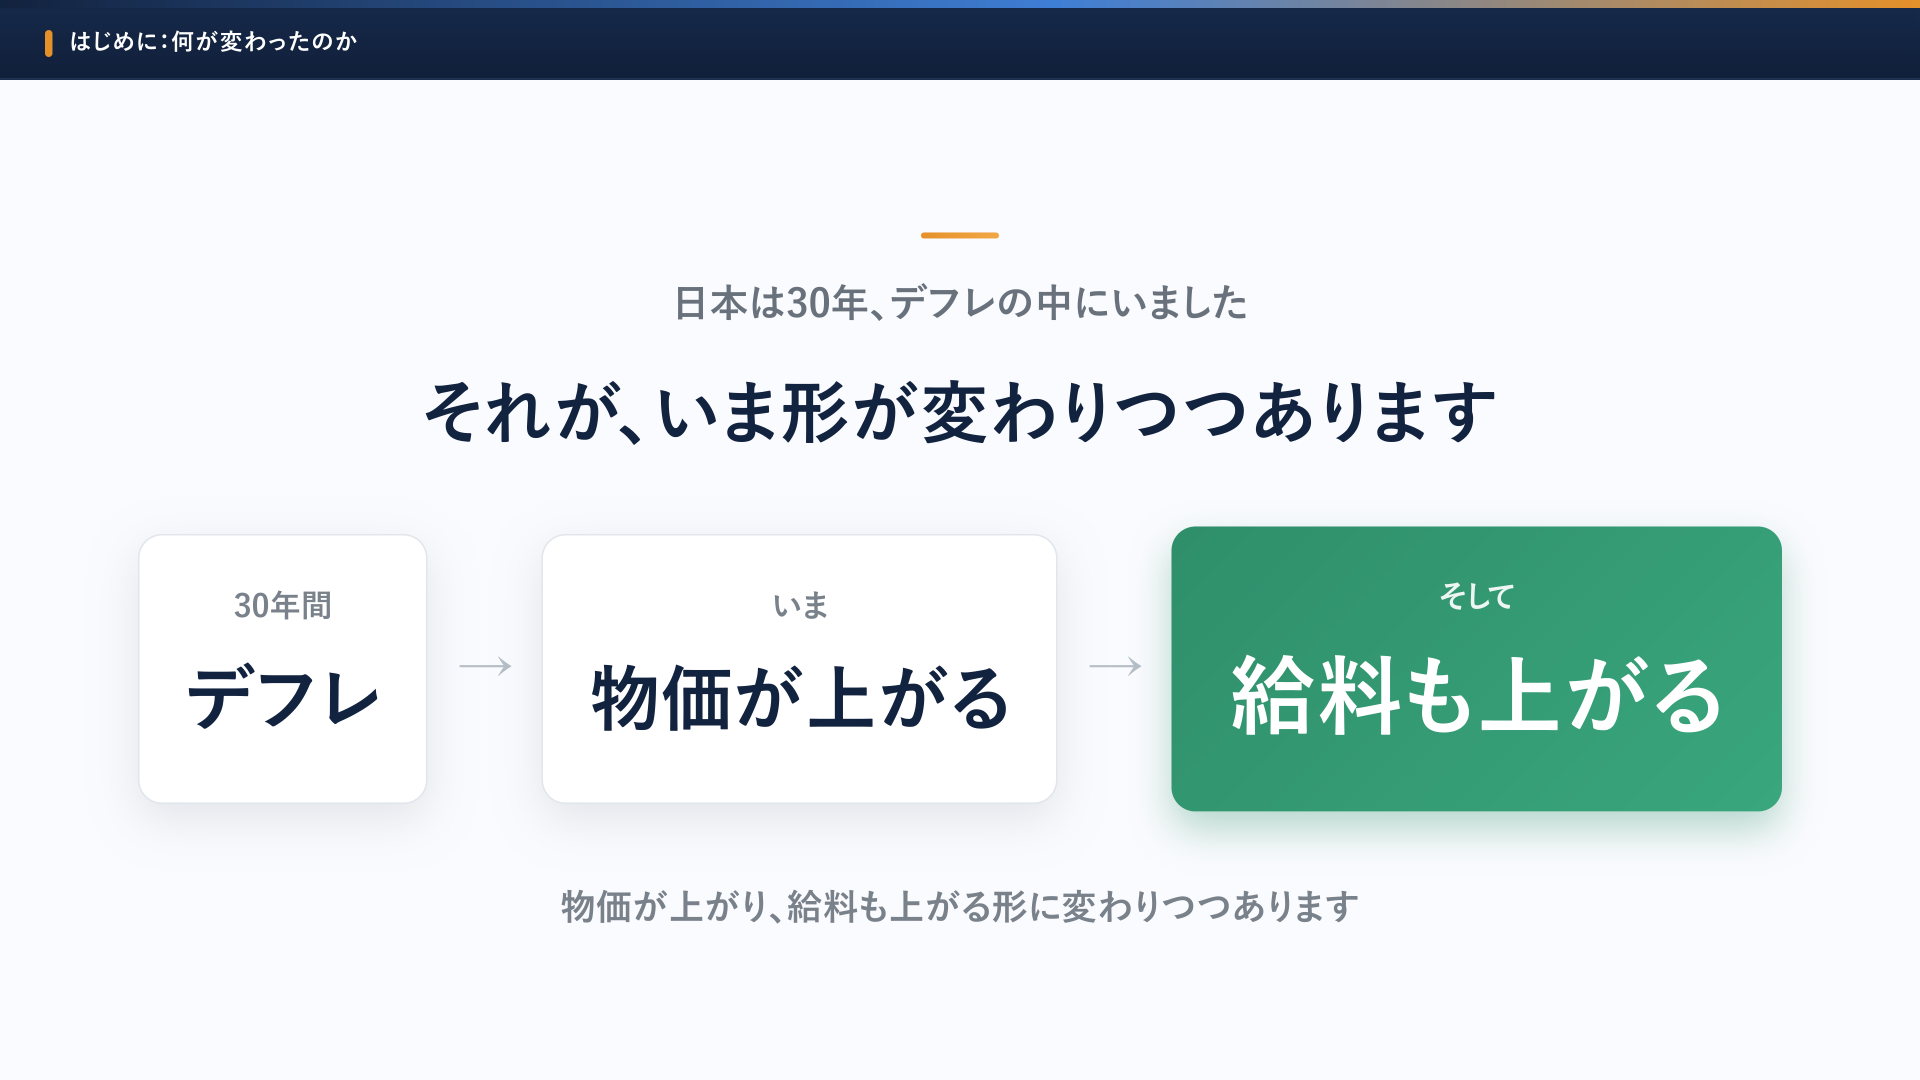 はじめに：何が変わったのか
日本は30年、デフレの中にいました
それが、いま形が変わりつつあります
30年間
デフレ
→
いま
物価が上がる
→
そして
給料も上がる
物価が上がり、給料も上がる形に変わりつつあります